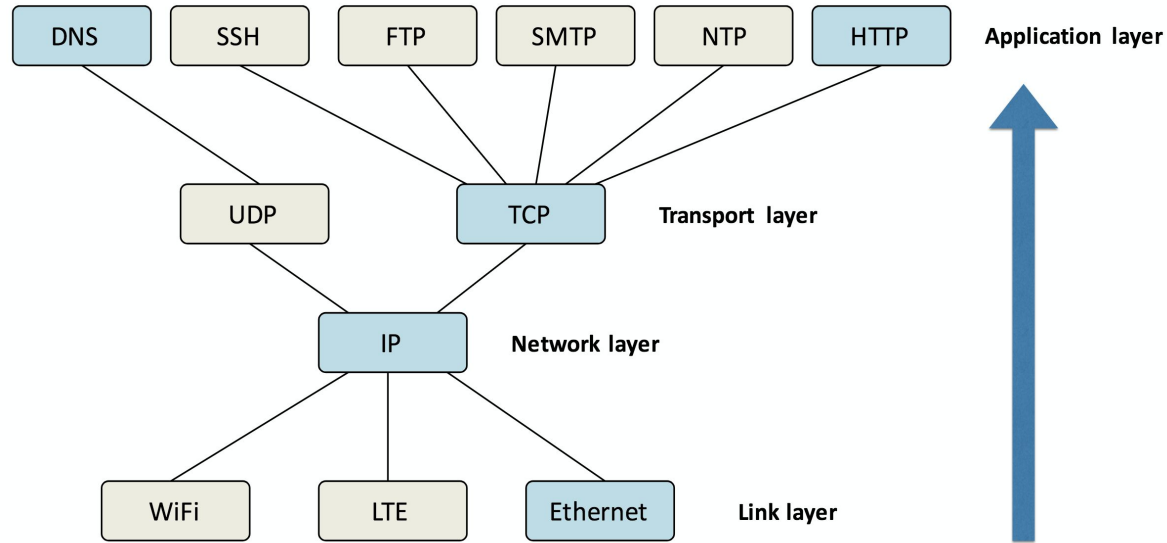 DNS
SSH
FTP
SMTP
NTP
HTTP
Application layer
UDP
TCP
Transport layer
IP
Network layer
WiFi
LTE
Ethernet
Link layer